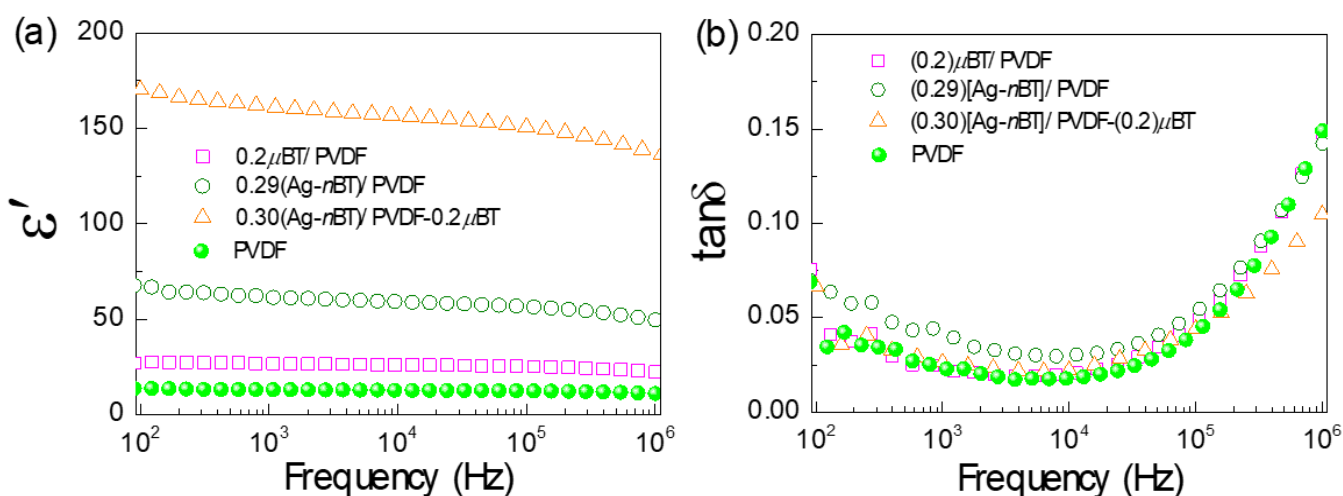 (a)
200
150
100
50
0
ε′
0.2μBT/ PVDF
0.29(Ag-nBT)/ PVDF
0.30(Ag-nBT)/ PVDF-0.2μBT
PVDF
10² 10³ 10⁴ 10⁵ 10⁶
Frequency (Hz)
(b)
0.20
0.15
0.10
0.05
0.00
tanδ
(0.2)μBT/ PVDF
(0.29)[Ag-nBT]/ PVDF
(0.30)[Ag-nBT]/ PVDF-(0.2)μBT
PVDF
10² 10³ 10⁴ 10⁵ 10⁶
Frequency (Hz)